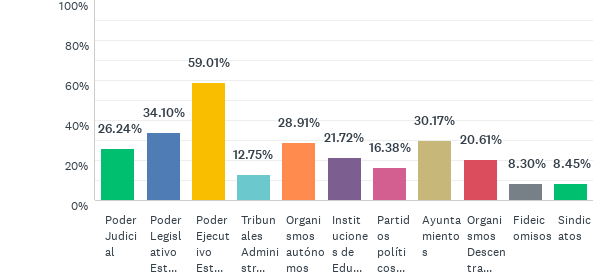 100%
80%
60%
40%
20%
0%
26.24%
34.10%
59.01%
12.75%
28.91%
21.72%
16.38%
30.17%
20.61%
8.30%
8.45%
Poder
Judici
al
Poder
Legisl
ativo
Est...
Poder
Ejecut
ivo
Est...
Tribun
ales
Admini
str...
Organi
smos
autóno
mos
Instit
ucione
s de
Edu...
Partid
os
políti
cos...
Ayunta
miento
s
Organi
smos
Descen
tra...
Fideic
omisos
Sindic
atos